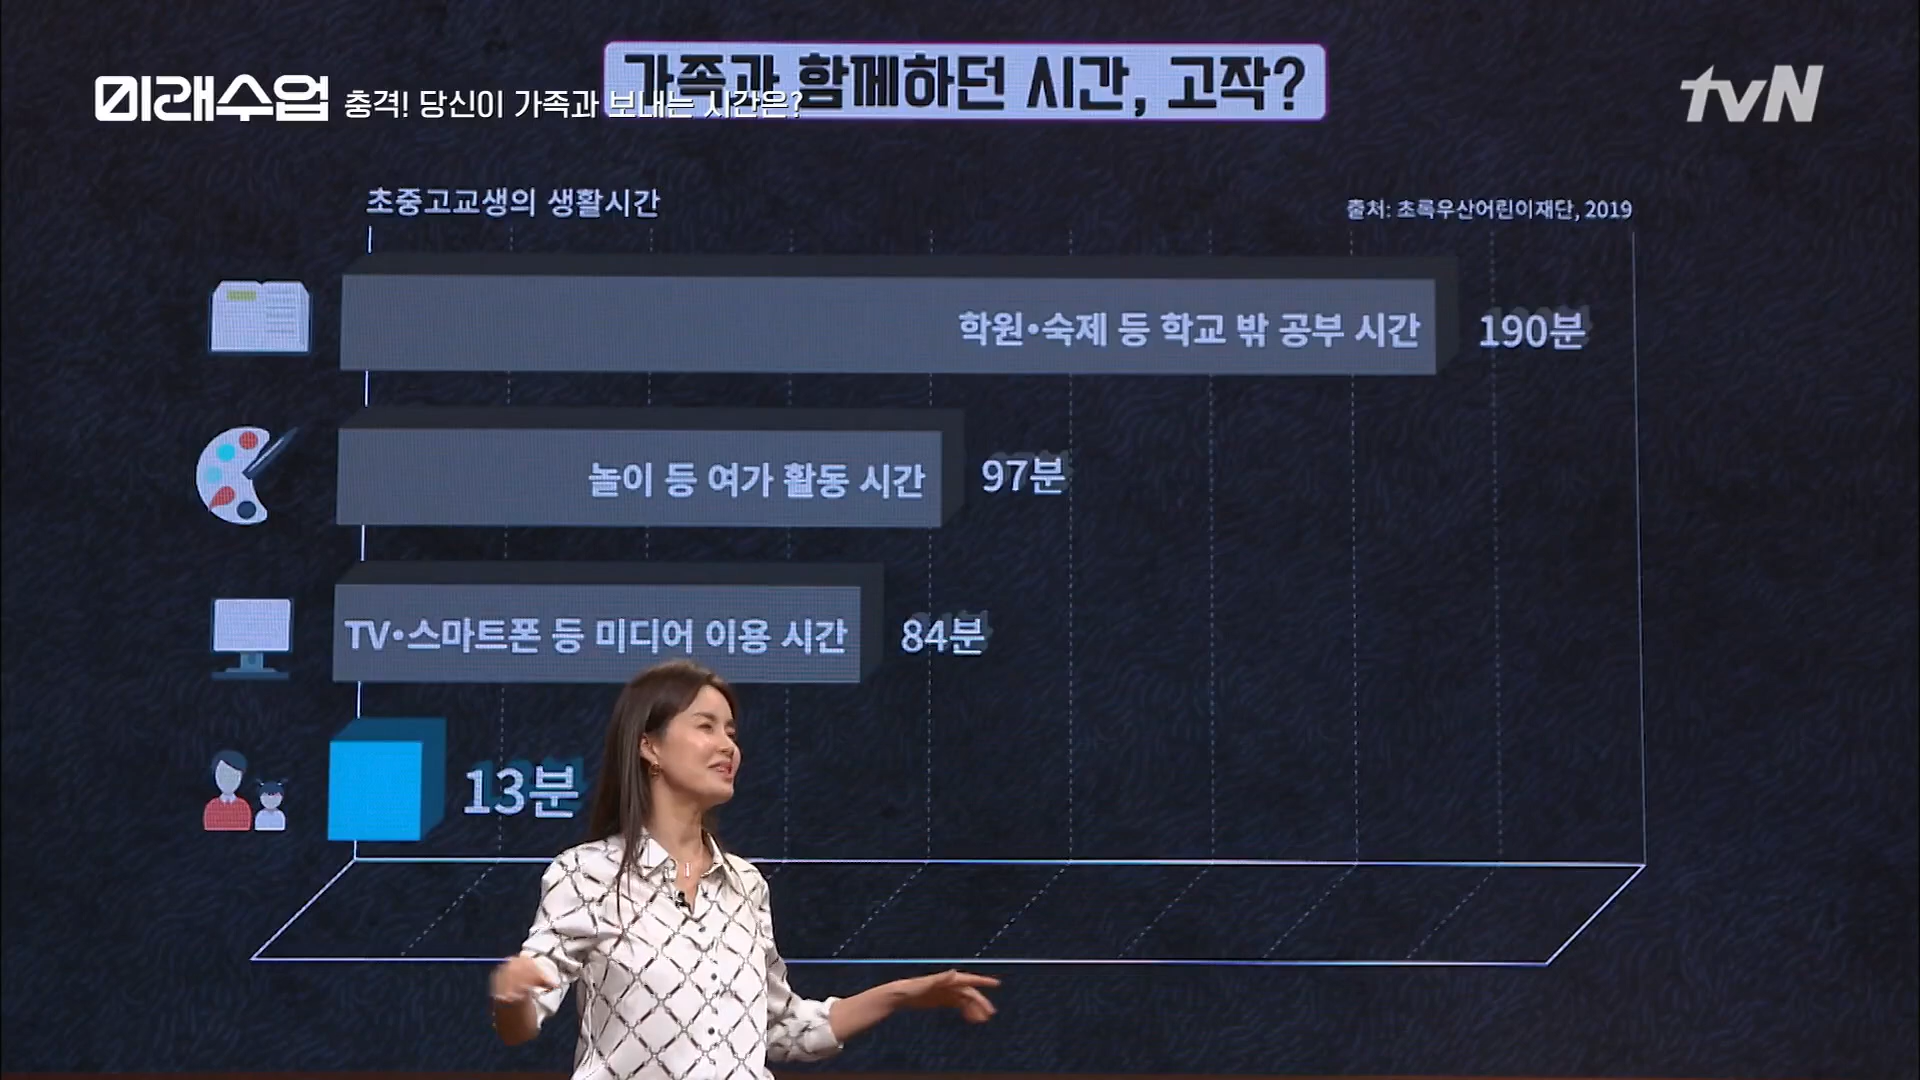 가족과 함께하던 시간, 고작?
미래수업 충격! 당신이 가족과 보내는 시간은?
tvN
초중고교생의 생활시간
출처: 초록우산어린이재단, 2019
학원•숙제 등 학교 밖 공부 시간 190분
놀이 등 여가 활동 시간 97분
TV•스마트폰 등 미디어 이용 시간 84분
13분